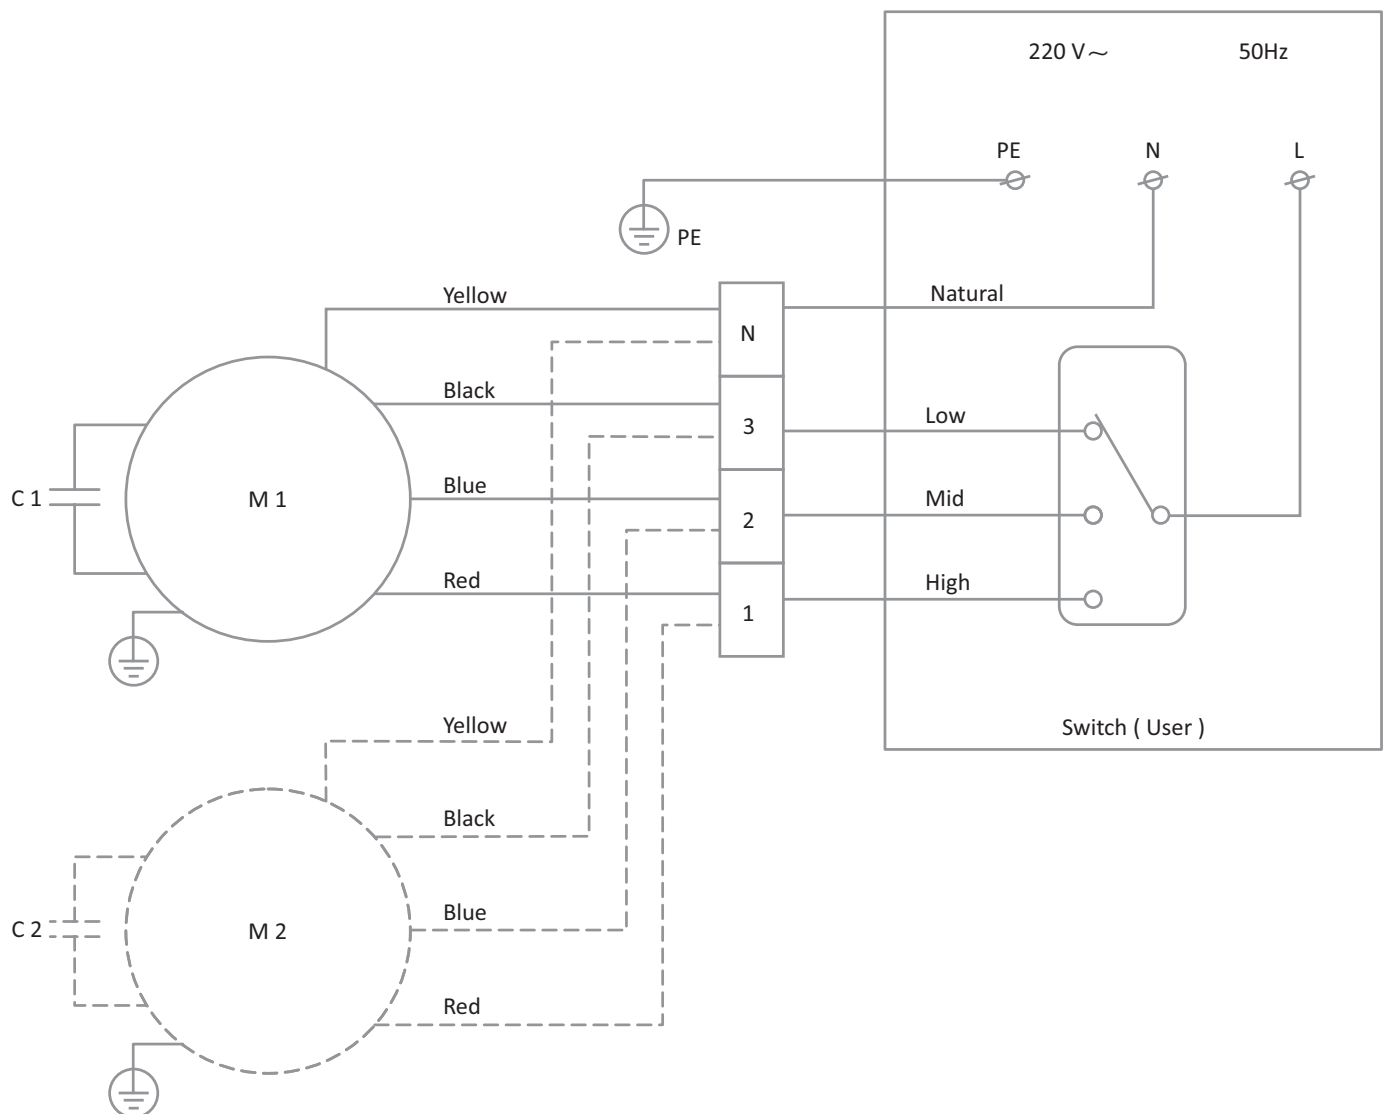 220 V~ 50Hz
PE N L
PE
Yellow
Natural
N
Black
Low
3
C 1
M 1
Blue
Mid
2
Red
High
1
Yellow
Switch ( User )
Black
C 2
M 2
Blue
Red